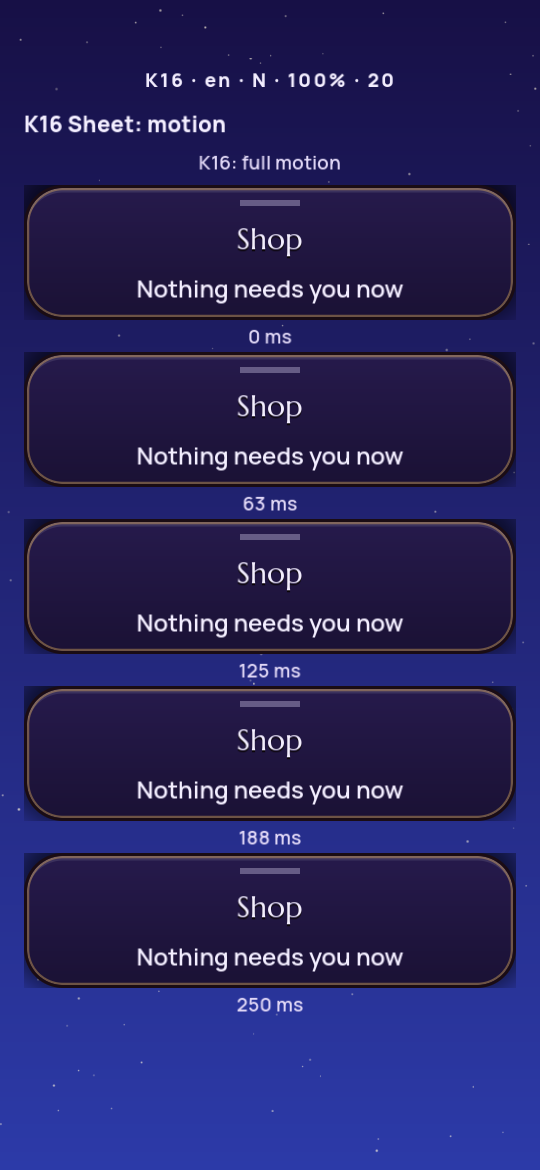 K16 · en · N · 100% · 20
K16 Sheet: motion
K16: full motion
Shop
Nothing needs you now
0 ms
Shop
Nothing needs you now
63 ms
Shop
Nothing needs you now
125 ms
Shop
Nothing needs you now
188 ms
Shop
Nothing needs you now
250 ms